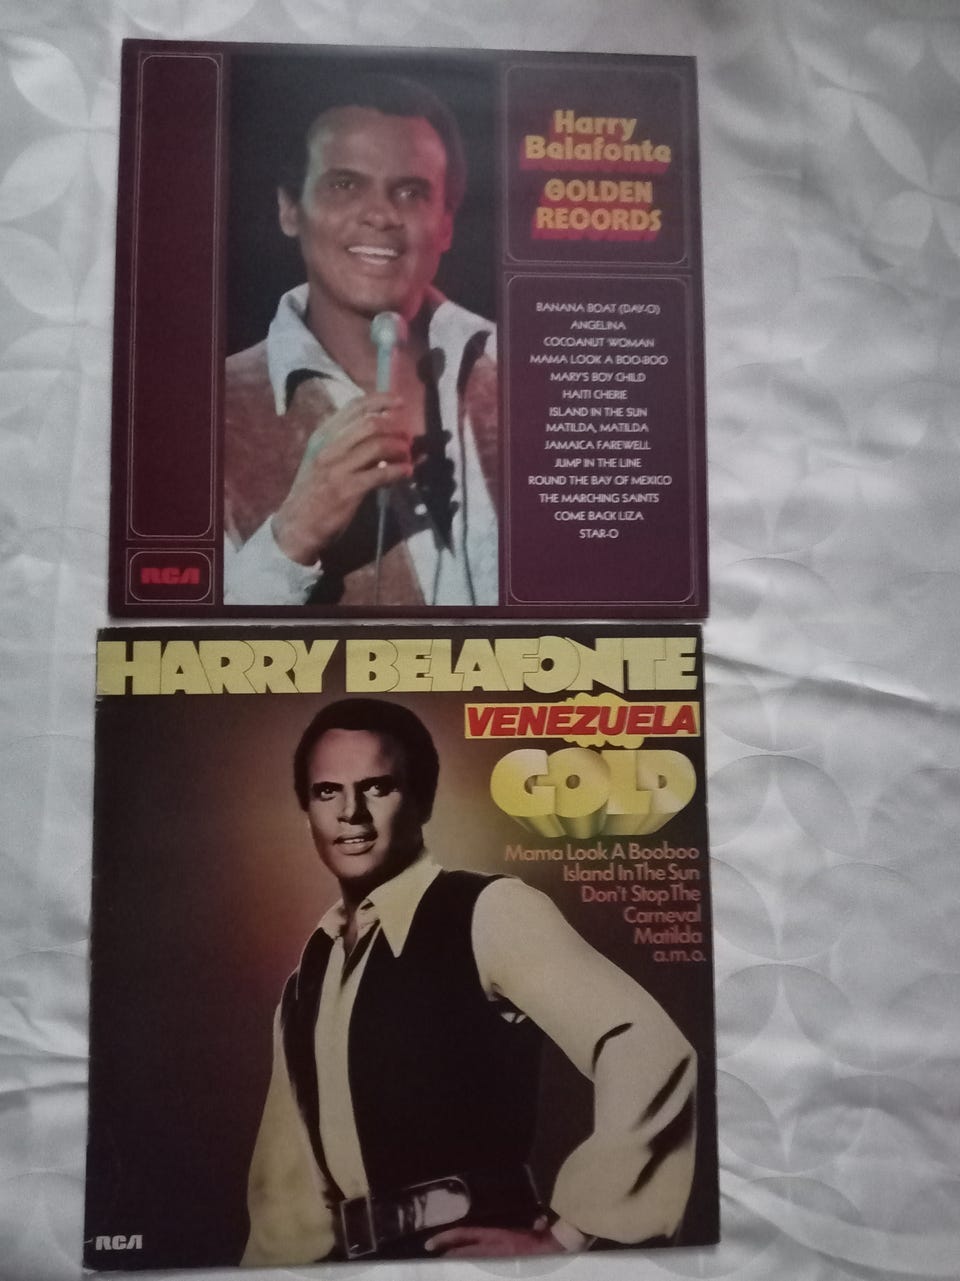 Harry
Belafonte
GOLDEN
RECORDS
BANANA BOAT (DAY-O)
ANGELINA
COCOANUT WOMAN
MAMA LOOK A BOO-BOO
MARY'S BOY CHILD
HAITI CHERIE
ISLAND IN THE SUN
MATILDA, MATILDA
JAMAICA FAREWELL
JUMP IN THE LINE
ROUND THE BAY OF MEXICO
THE MARCHING SAINTS
COME BACK LIZA
STAR-O
RCA
HARRY BELAFONTE
VENEZUELA
GOLD
Mama Look A Booboo
Island In The Sun
Don't Stop The
Carneval
Matilda
a.m.o.
RCA